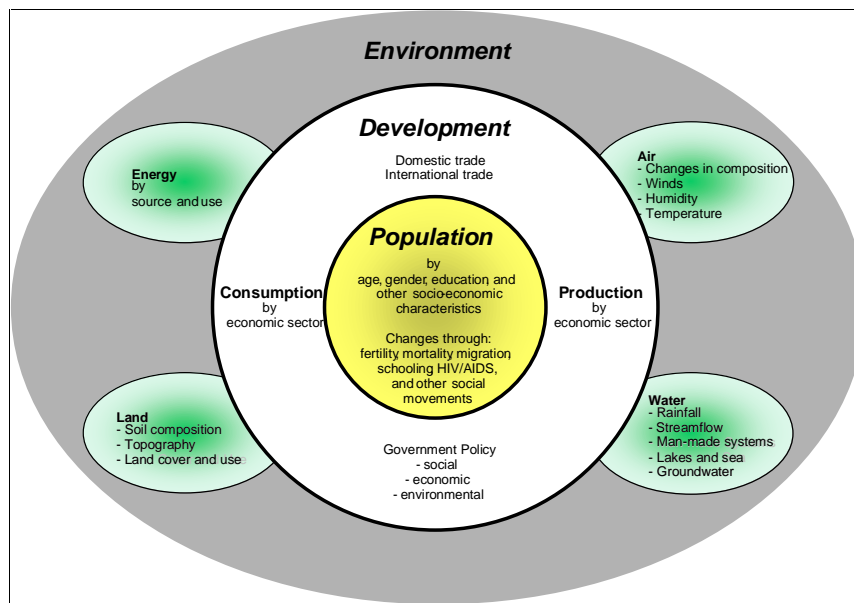 Environment
Development
Domestic trade
International trade
Energy
by
source and use
Air
- Changes in composition
- Winds
- Humidity
- Temperature
Population
by
age, gender, education, and
other socio-economic
characteristics
Changes through:
fertility, mortality migration,
schooling HIV/AIDS,
and other social
movements
Consumption
by
economic sector
Production
by
economic sector
Land
- Soil composition
- Topography
- Land cover and use
Water
- Rainfall
- Streamflow
- Man-made systems
- Lakes and sea
- Groundwater
Government Policy
- social
- economic
- environmental